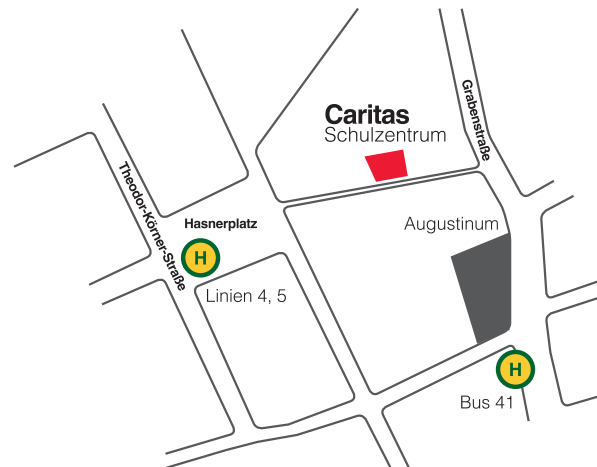 Grabenstraße
Caritas
Schulzentrum
Theodor-Körner-Straße
Hasnerplatz
Augustinum
H
Linien 4, 5
H
Bus 41